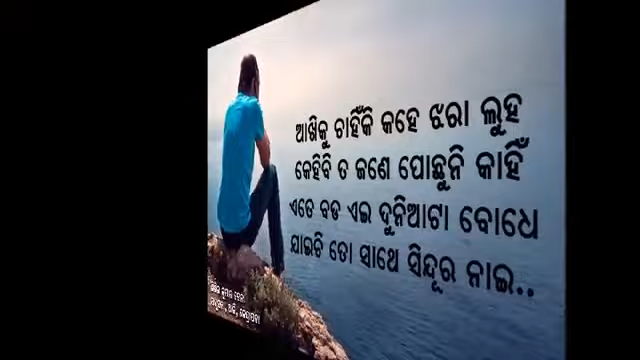 ଆଖିକୁ ଚାହିଁକି କହେ ଝରା ଲୁହ
କେହିବି ତ ଜଣେ ପୋଛୁନି କାହିଁ
ଏତେ ବଡ ଏଇ ଦୁନିଆଟା ବୋଧେ
ଯାଇଚି ତୋ ସାଥେ ସିନ୍ଦୂର ନାଇ..